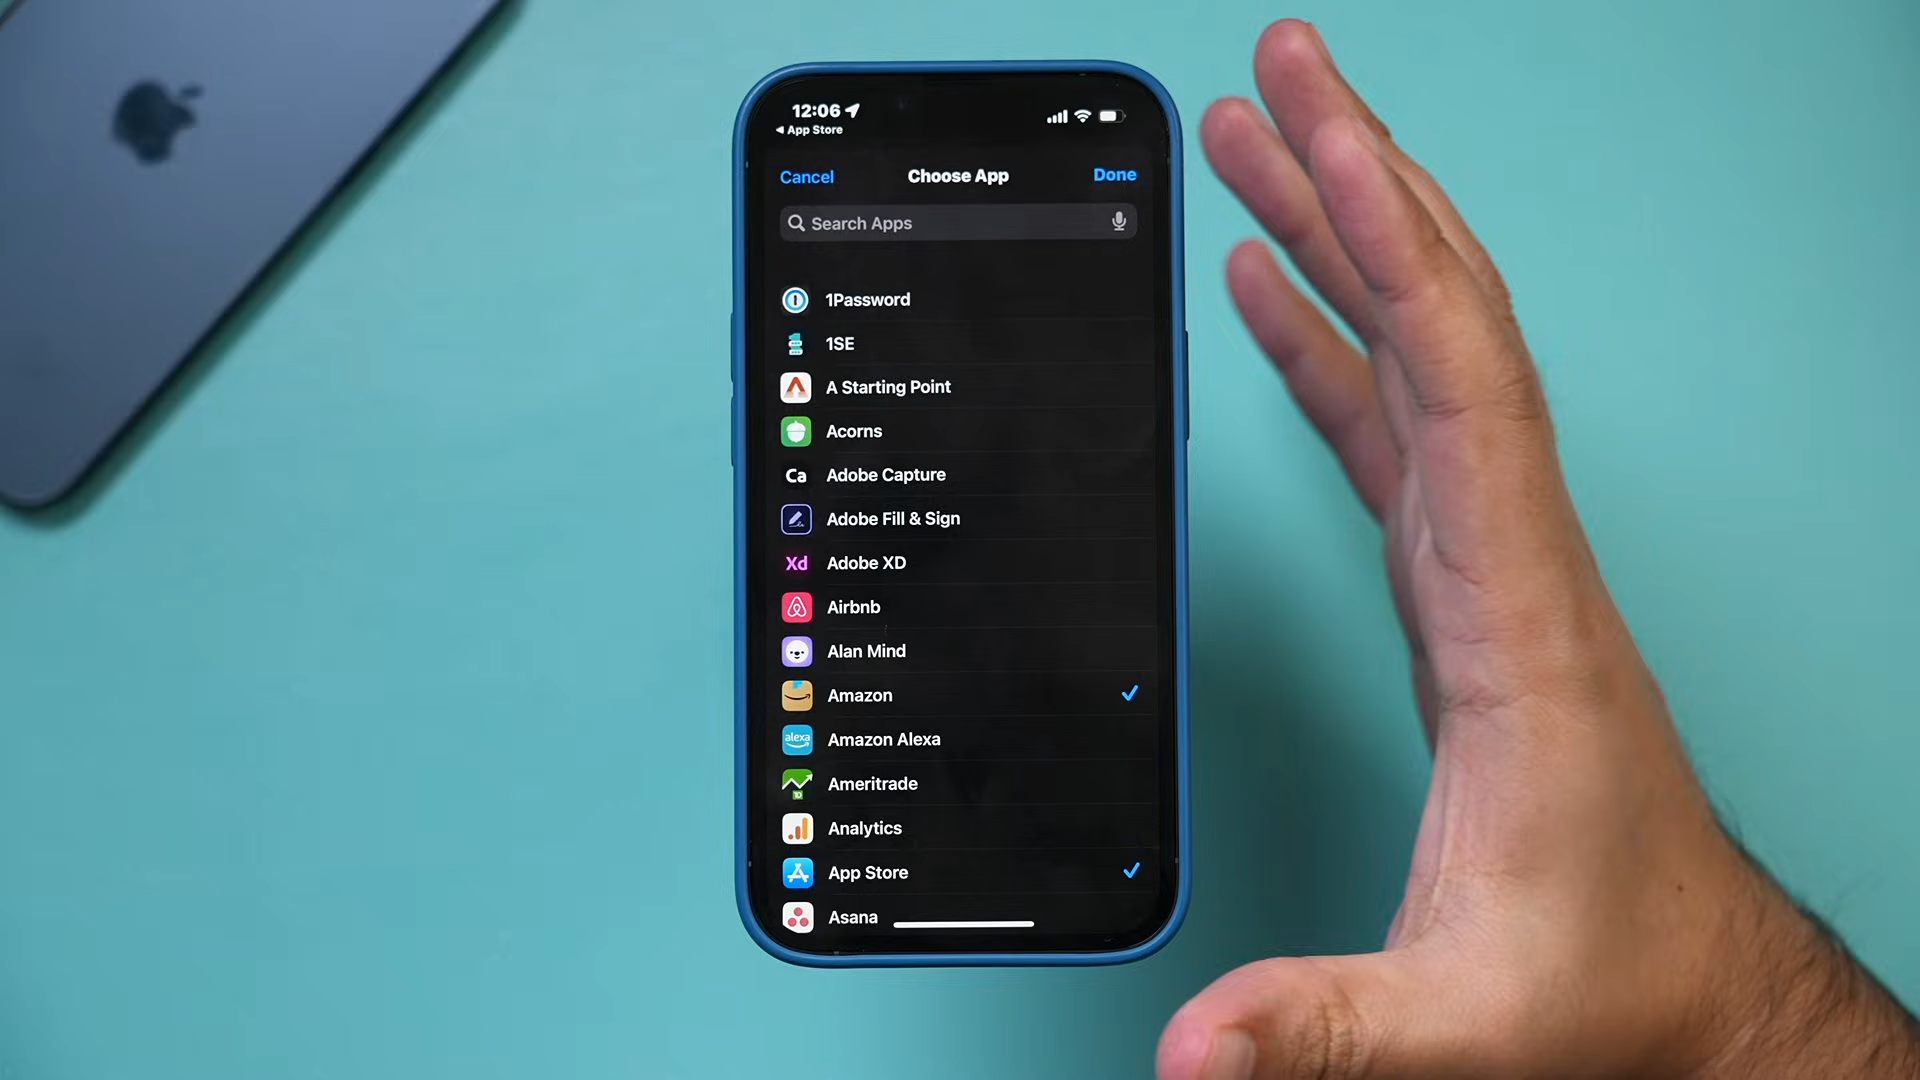 12:06
App Store
Cancel
Choose App
Done
Search Apps
1Password
1SE
A Starting Point
Acorns
Ca Adobe Capture
Adobe Fill & Sign
Xd Adobe XD
Airbnb
Alan Mind
Amazon
alexa Amazon Alexa
Ameritrade
Analytics
App Store
Asana